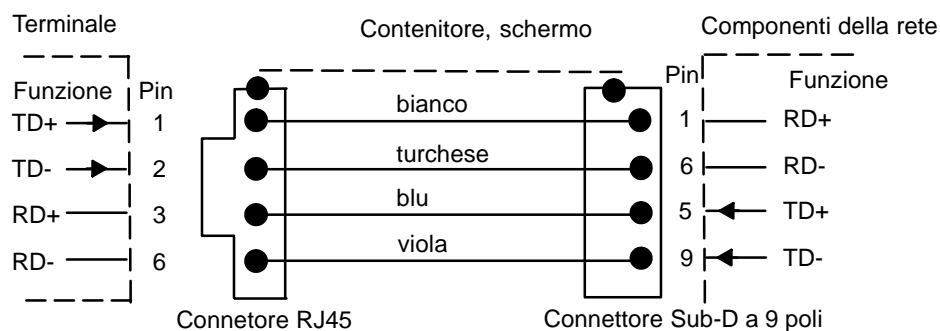 Terminale
Contenitore, schermo
Componenti della rete
Funzione Pin
Pin Funzione
TD+ 1 bianco 1 RD+
TD- 2 turchese 6 RD-
RD+ 3 blu 5 TD+
RD- 6 viola 9 TD-
Connetore RJ45
Connettore Sub-D a 9 poli